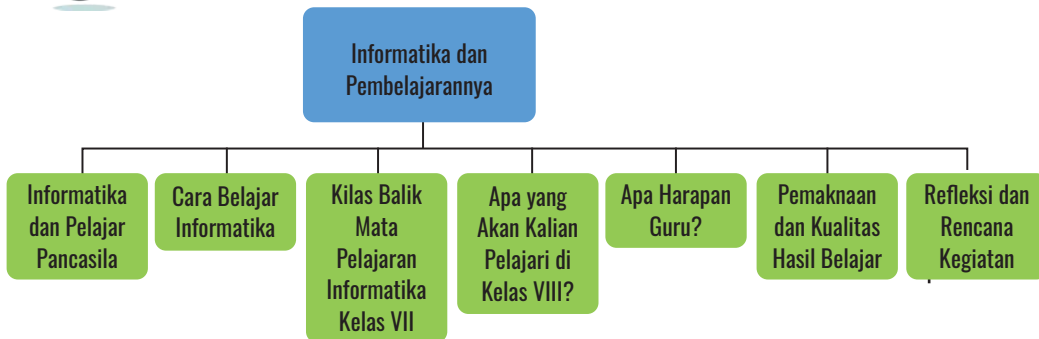 Informatika dan
Pembelajarannya
Informatika
dan Pelajar
Pancasila
Cara Belajar
Informatika
Kilas Balik
Mata
Pelajaran
Informatika
Kelas VII
Apa yang
Akan Kalian
Pelajari di
Kelas VIII?
Apa Harapan
Guru?
Pemaknaan
dan Kualitas
Hasil Belajar
Refleksi dan
Rencana
Kegiatan